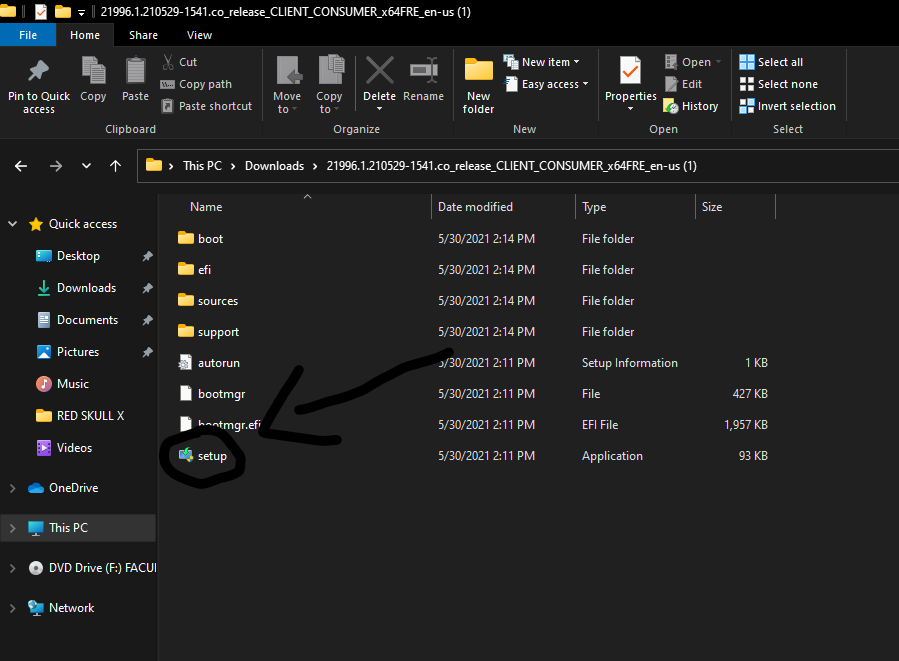 21996.1.210529-1541.co_release_CLIENT_CONSUMER_x64FRE_en-us (1)
File Home Share View
Pin to Quick access
Copy
Paste
Cut
Copy path
Paste shortcut
Clipboard
Move to
Copy to
Delete
Rename
Organize
New folder
New item
Easy access
New
Properties
Open
Edit
History
Open
Select all
Select none
Invert selection
Select
This PC > Downloads > 21996.1.210529-1541.co_release_CLIENT_CONSUMER_x64FRE_en-us (1)
Quick access
Desktop
Downloads
Documents
Pictures
Music
RED SKULL X
Videos
OneDrive
This PC
DVD Drive (F:) FACUI
Network
Name Date modified Type Size
boot 5/30/2021 2:14 PM File folder
efi 5/30/2021 2:14 PM File folder
sources 5/30/2021 2:14 PM File folder
support 5/30/2021 2:14 PM File folder
autorun 5/30/2021 2:11 PM Setup Information 1 KB
bootmgr 5/30/2021 2:11 PM File 427 KB
bootmgr.efi 5/30/2021 2:11 PM EFI File 1,957 KB
setup 5/30/2021 2:11 PM Application 93 KB